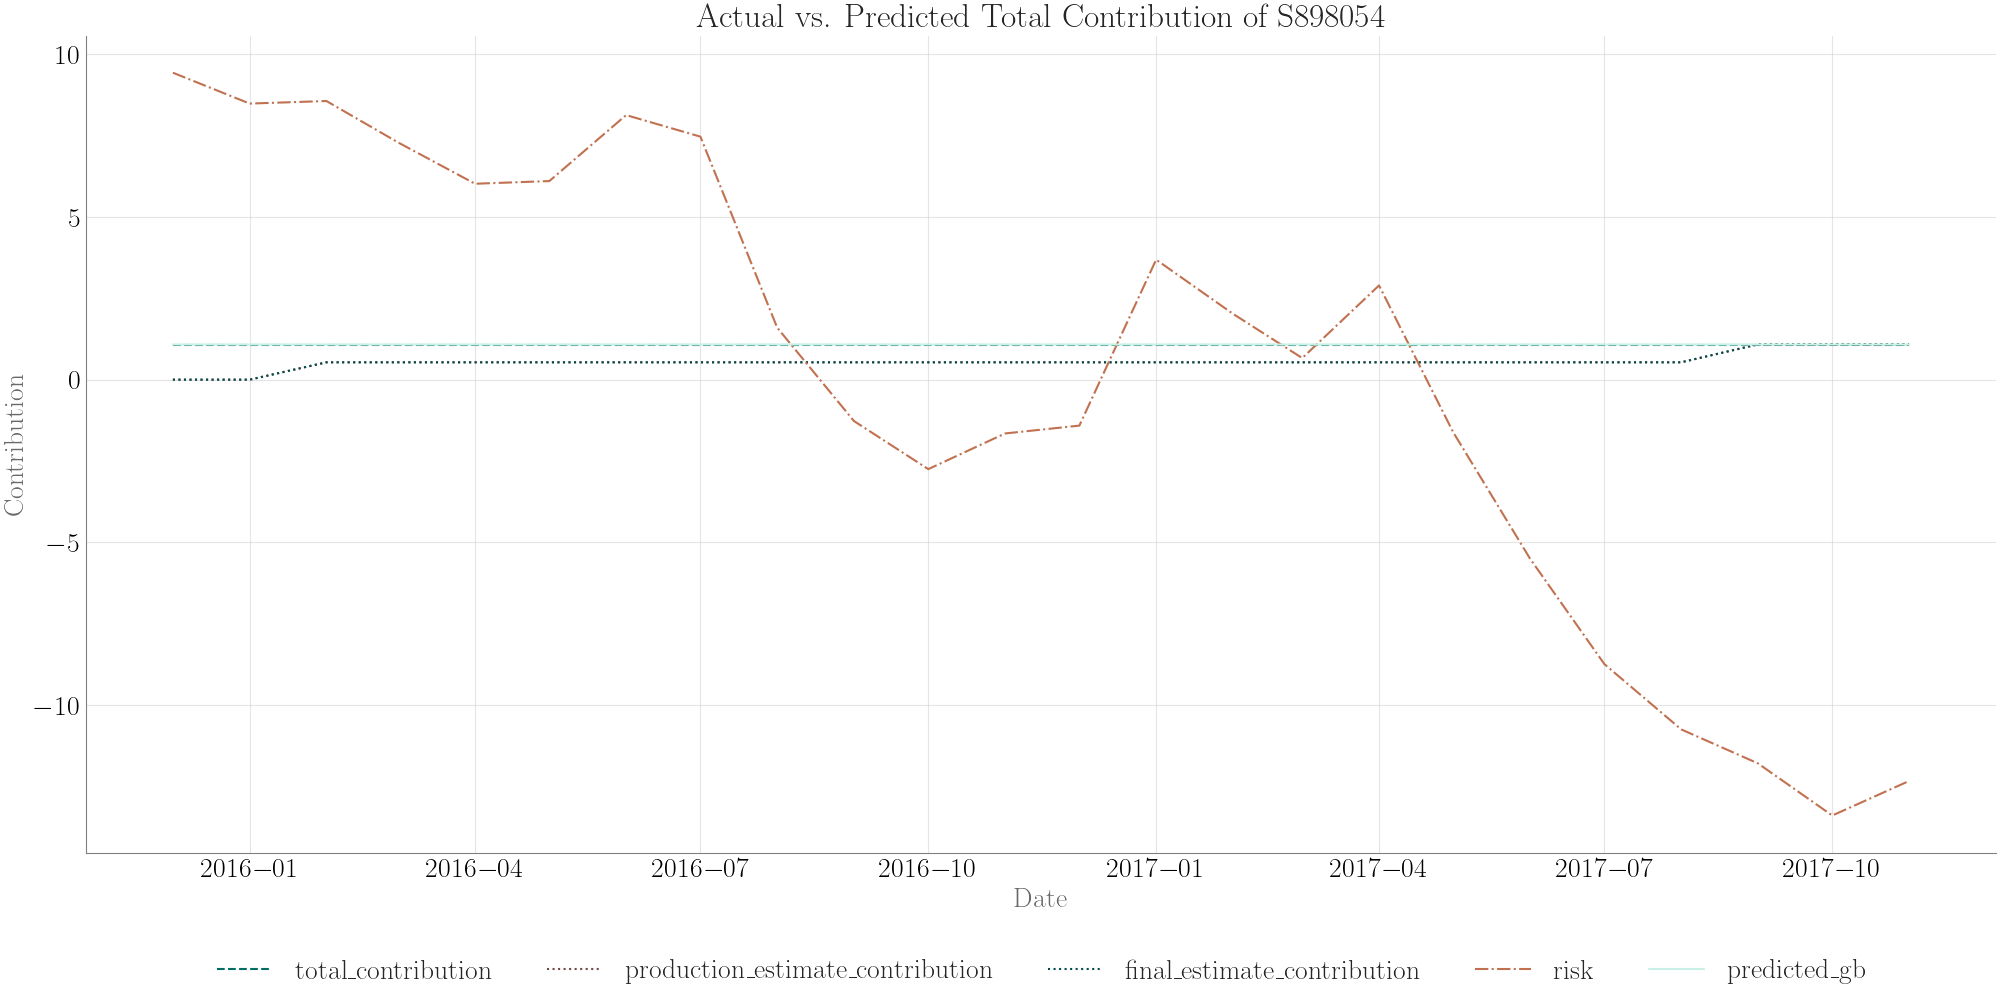 Actual vs. Predicted Total Contribution of S898054
10
5
0
−5
−10
Contribution
2016−01 2016−04 2016−07 2016−10 2017−01 2017−04 2017−07 2017−10
Date
total_contribution production_estimate_contribution final_estimate_contribution risk predicted_gb